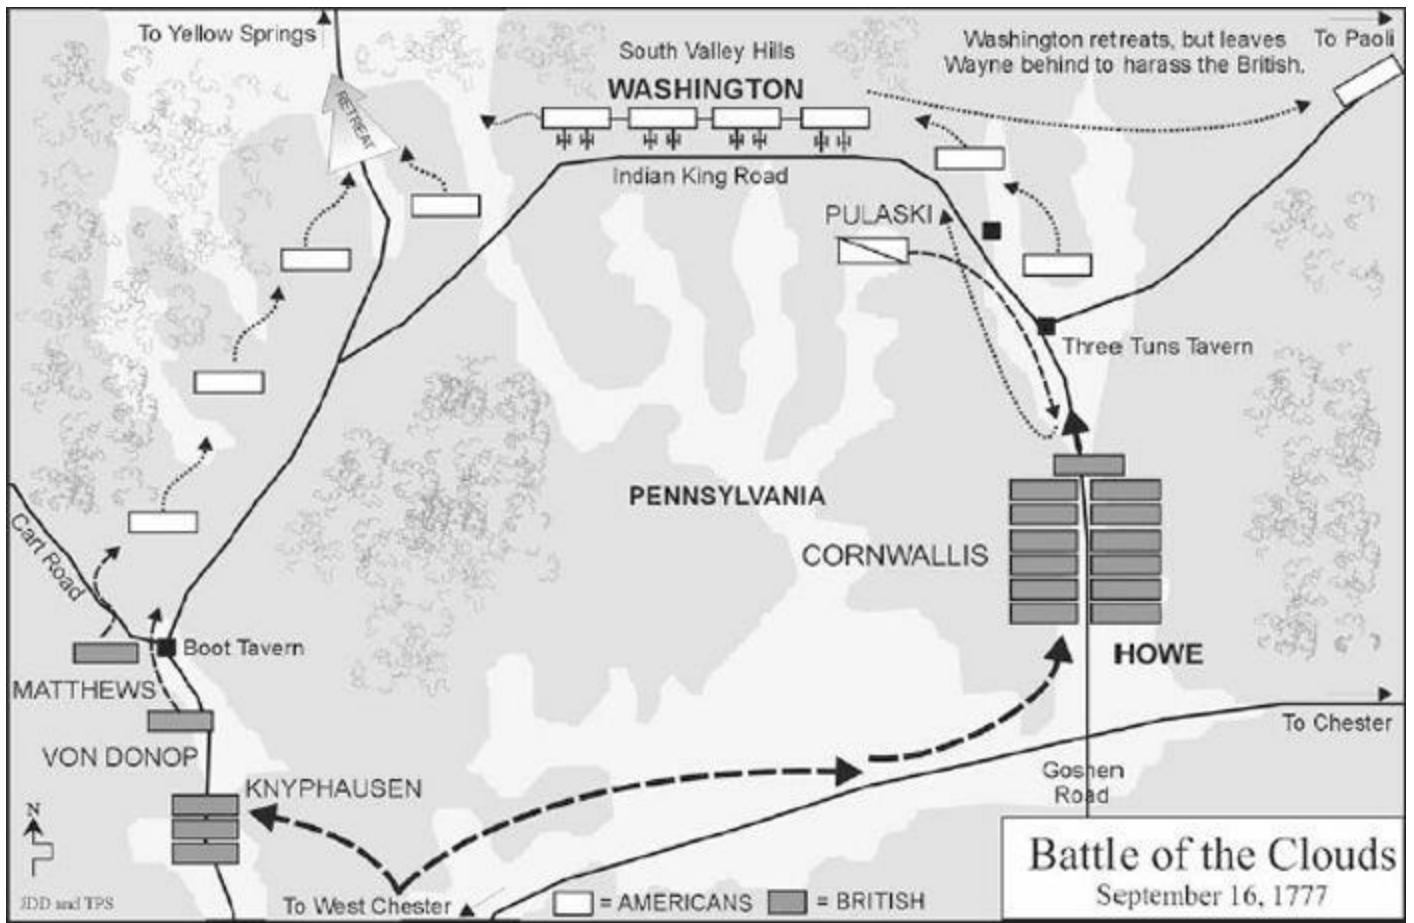 To Yellow Springs
South Valley Hills
WASHINGTON
Washington retreats, but leaves
Wayne behind to harass the British.
To Paoli
RETREAT
Indian King Road
PULASKI
Three Tuns Tavern
PENNSYLVANIA
CORNWALLIS
Cart Road
Boot Tavern
HOWE
MATTHEWS
To Chester
VON DONOP
KNYPHAUSEN
Goshen
Road
N
Battle of the Clouds
September 16, 1777
JDD and TPS
To West Chester
= AMERICANS
= BRITISH